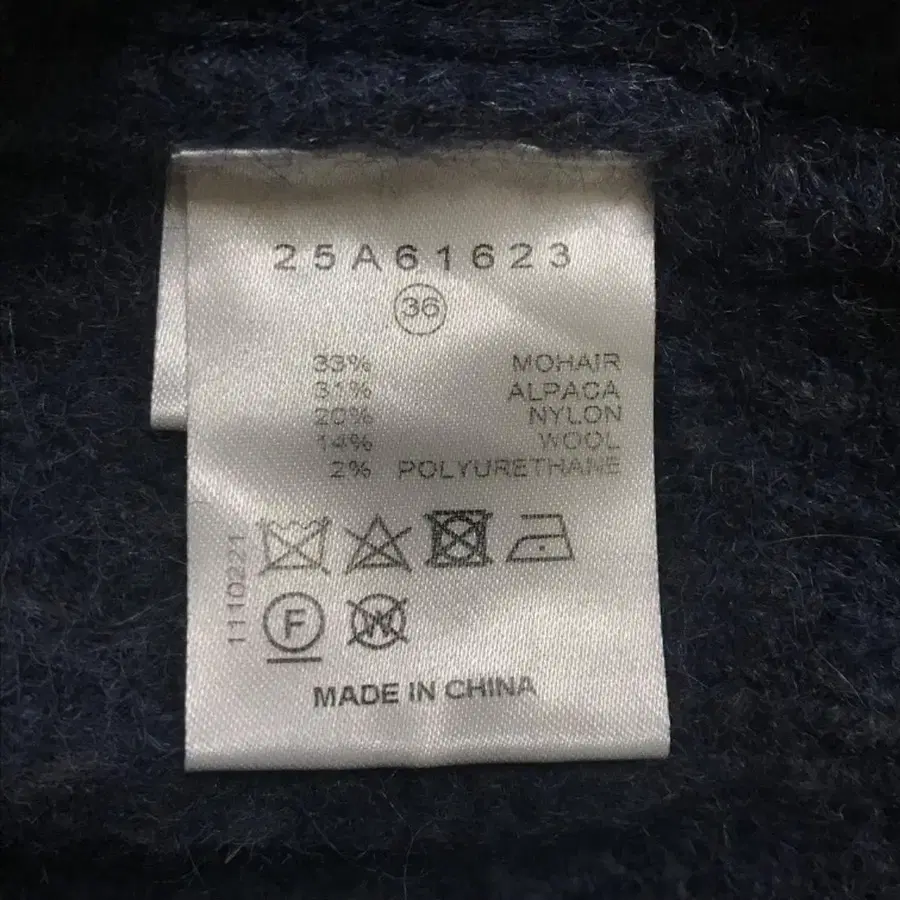 25A61623
36
33% MOHAIR
31% ALPACA
20% NYLON
14% WOOL
2% POLYURETHANE
1110221
F
W
MADE IN CHINA